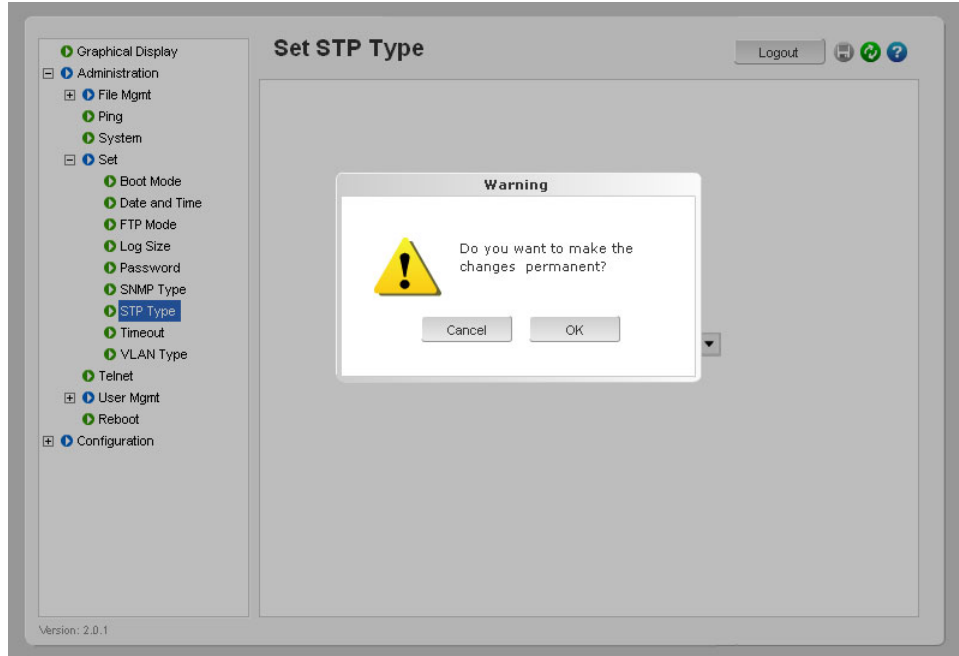 Graphical Display
Administration
File Mgmt
Ping
System
Set
Boot Mode
Date and Time
FTP Mode
Log Size
Password
SNMP Type
STP Type
Timeout
VLAN Type
Telnet
User Mgmt
Reboot
Configuration
Version: 2.0.1
Set STP Type
Logout
Warning
Do you want to make the
changes permanent?
Cancel OK